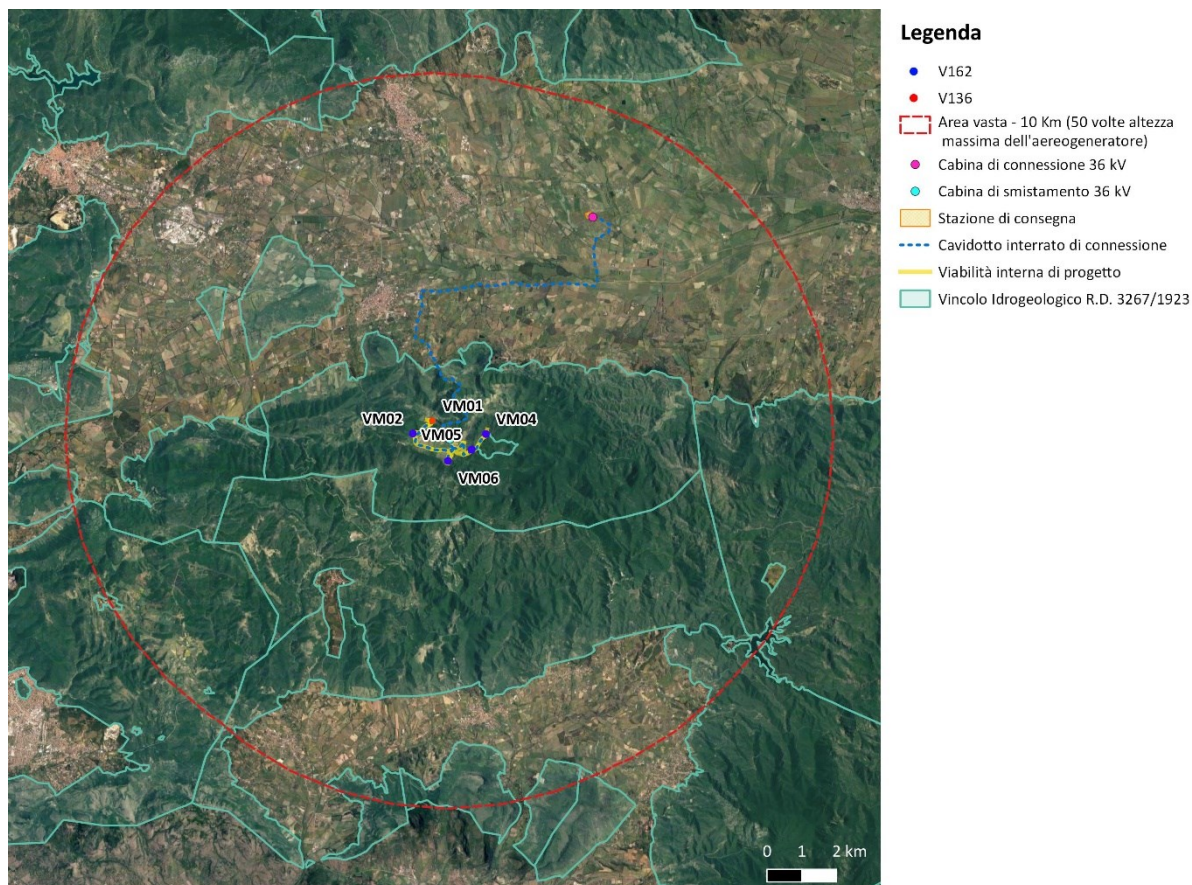 Legenda
V162
V136
Area vasta - 10 Km (50 volte altezza
massima dell'aereogeneratore)
Cabina di connessione 36 kV
Cabina di smistamento 36 kV
Stazione di consegna
Cavidotto interrato di connessione
Viabilità interna di progetto
Vincolo Idrogeologico R.D. 3267/1923
VM01
VM02
VM04
VM05
VM06
0 1 2 km